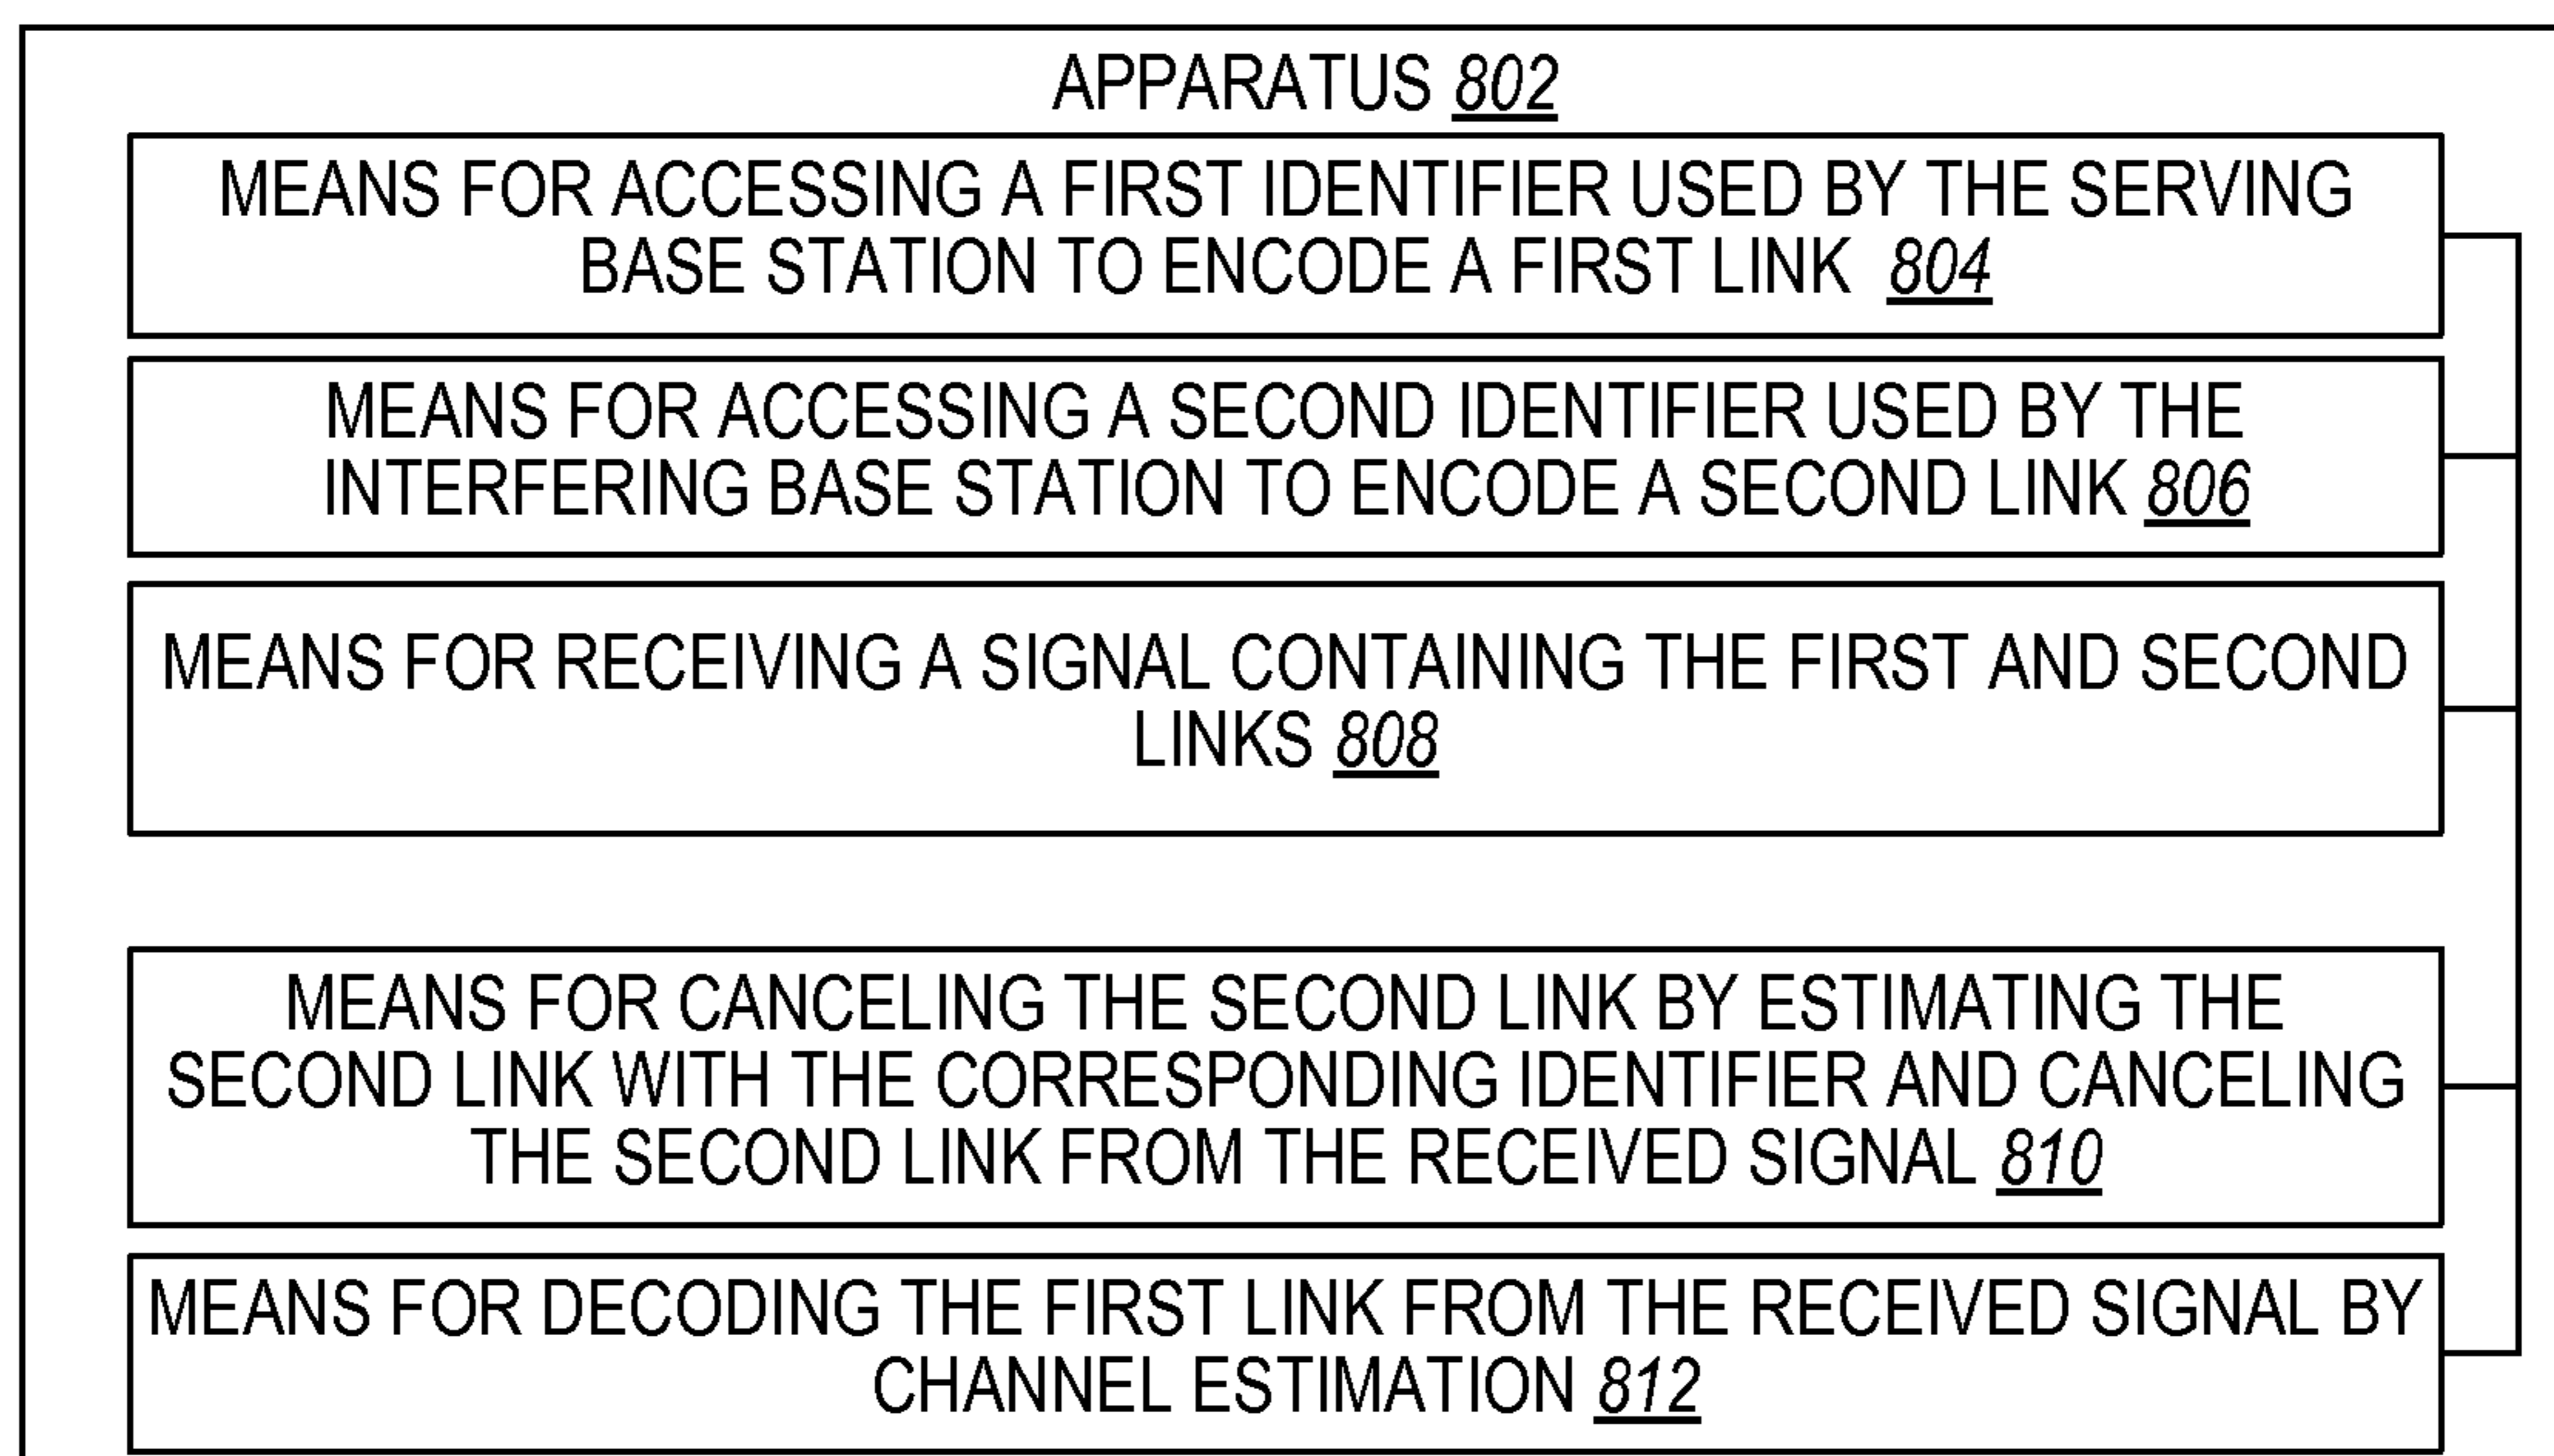 APPARATUS 802
MEANS FOR ACCESSING A FIRST IDENTIFIER USED BY THE SERVING
BASE STATION TO ENCODE A FIRST LINK 804
MEANS FOR ACCESSING A SECOND IDENTIFIER USED BY THE
INTERFERING BASE STATION TO ENCODE A SECOND LINK 806
MEANS FOR RECEIVING A SIGNAL CONTAINING THE FIRST AND SECOND
LINKS 808
MEANS FOR CANCELING THE SECOND LINK BY ESTIMATING THE
SECOND LINK WITH THE CORRESPONDING IDENTIFIER AND CANCELING
THE SECOND LINK FROM THE RECEIVED SIGNAL 810
MEANS FOR DECODING THE FIRST LINK FROM THE RECEIVED SIGNAL BY
CHANNEL ESTIMATION 812